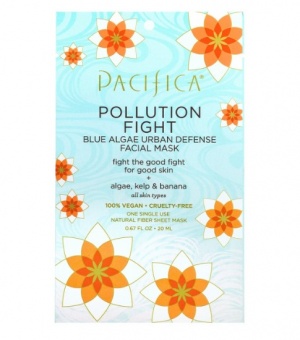 PACIFICA®
POLLUTION
FIGHT
BLUE ALGAE URBAN DEFENSE
FACIAL MASK
fight the good fight
for good skin
+
algae, kelp & banana
all skin types
100% VEGAN • CRUELTY-FREE
ONE SINGLE USE
NATURAL FIBER SHEET MASK
0.67 FL OZ • 20 ML